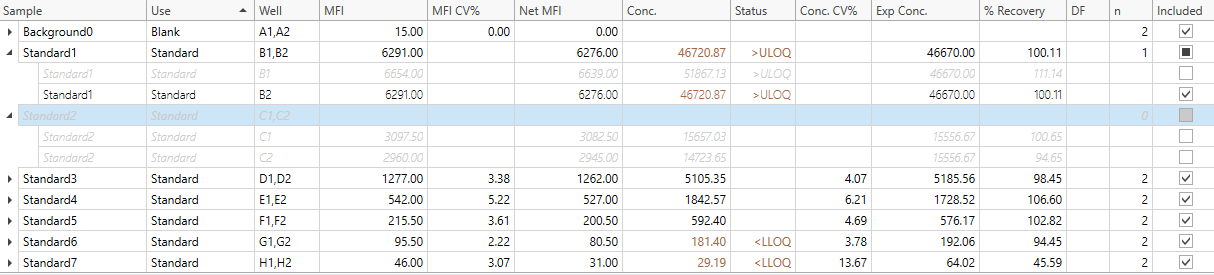 Sample Use Well MFI MFI CV% Net MFI Conc. Status Conc. CV% Exp Conc. % Recovery DF n Included
Background0 Blank A1,A2 15.00 0.00 0.00 2
Standard1 Standard B1,B2 6291.00 6276.00 46720.87 >ULOQ 46670.00 100.11 1
Standard1 Standard B1 6654.00 6639.00 51867.13 >ULOQ 46670.00 111.14
Standard1 Standard B2 6291.00 6276.00 46720.87 >ULOQ 46670.00 100.11
Standard2 Standard C1,C2 0
Standard2 Standard C1 3097.50 3082.50 15657.03 15556.67 100.65
Standard2 Standard C2 2960.00 2945.00 14723.65 15556.67 94.65
Standard3 Standard D1,D2 1277.00 3.38 1262.00 5105.35 4.07 5185.56 98.45 2
Standard4 Standard E1,E2 542.00 5.22 527.00 1842.57 6.21 1728.52 106.60 2
Standard5 Standard F1,F2 215.50 3.61 200.50 592.40 4.69 576.17 102.82 2
Standard6 Standard G1,G2 95.50 2.22 80.50 181.40 <LLOQ 3.78 192.06 94.45 2
Standard7 Standard H1,H2 46.00 3.07 31.00 29.19 <LLOQ 13.67 64.02 45.59 2